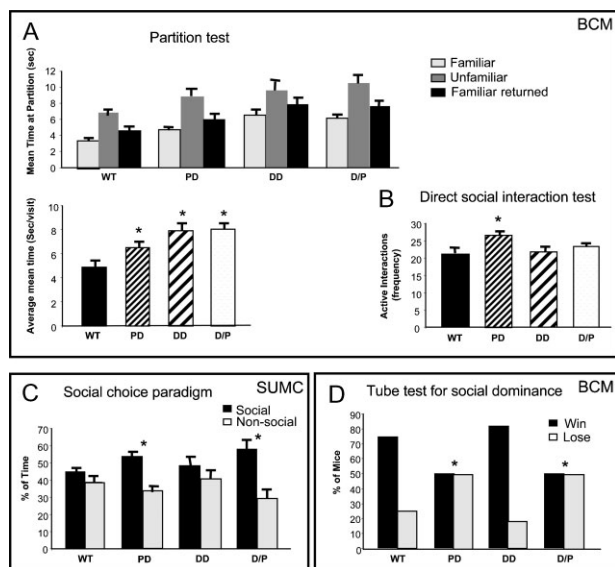 A
BCM
Partition test
Familiar
Unfamiliar
Familiar returned
Mean Time at Partition (sec)
12
10
8
6
4
2
0
WT PD DD D/P
Average mean time (Sec/visit)
10
8
6
4
2
0
* * *
WT PD DD D/P
B
Direct social interaction test
Active Interactions
(frequency)
30
25
20
15
10
5
0
*
WT PD DD D/P
C
SUMC
Social choice paradigm
Social
Non-social
% of Time
70
60
50
40
30
20
10
0
* *
WT PD DD D/P
D
BCM
Tube test for social dominance
Win
Lose
% of Mice
90
80
70
60
50
40
30
20
10
0
* *
WT PD DD D/P